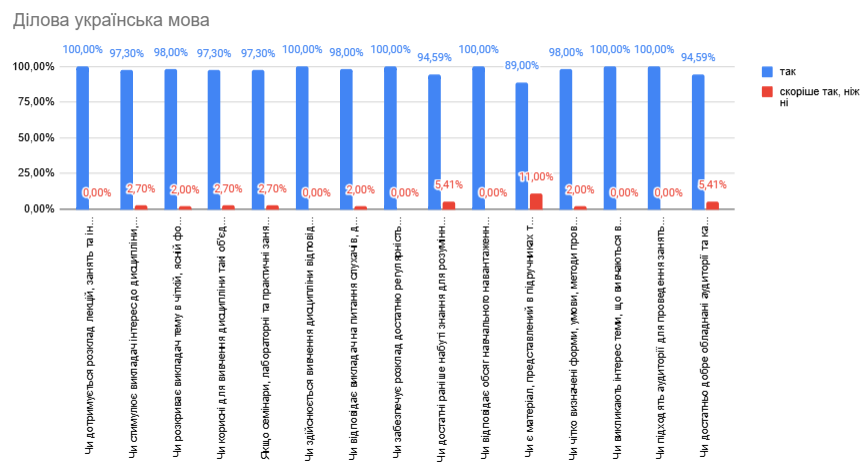 Ділова українська мова
100,00% 97,30% 98,00% 97,30% 97,30% 100,00% 98,00% 100,00% 94,59% 100,00% 89,00% 98,00% 100,00% 100,00% 94,59%
100,00%
75,00%
50,00%
25,00%
0,00%
0,00% 2,70% 2,00% 2,70% 2,70% 0,00% 2,00% 0,00% 5,41% 0,00% 11,00% 2,00% 0,00% 0,00% 5,41%
так
скоріше так, ніж
ні
Чи дотримується розклад лекцій, занять та ін…
Чи стимулює викладач інтерес до дисципліни,…
Чи розкриває викладач тему в чіткій, ясній фо…
Чи корисні для вивчення дисципліни такі об'єд…
Якщо семінари, лабораторні та практичні заня…
Чи здійснюється вивчення дисципліни відповід…
Чи відповідає викладач на питання слухачів, д…
Чи забезпечує розклад достатню регулярність…
Чи достатні раніше набуті знання для розумінн…
Чи відповідає обсяг навчального навантаженн…
Чи є матеріал, представлений в підручниках т…
Чи чітко визначені форми, умови, методи пров…
Чи викликають інтерес теми, що вивчаються в…
Чи підходять аудиторії для проведення занять…
Чи достатньо добре обладнані аудиторії та ка…